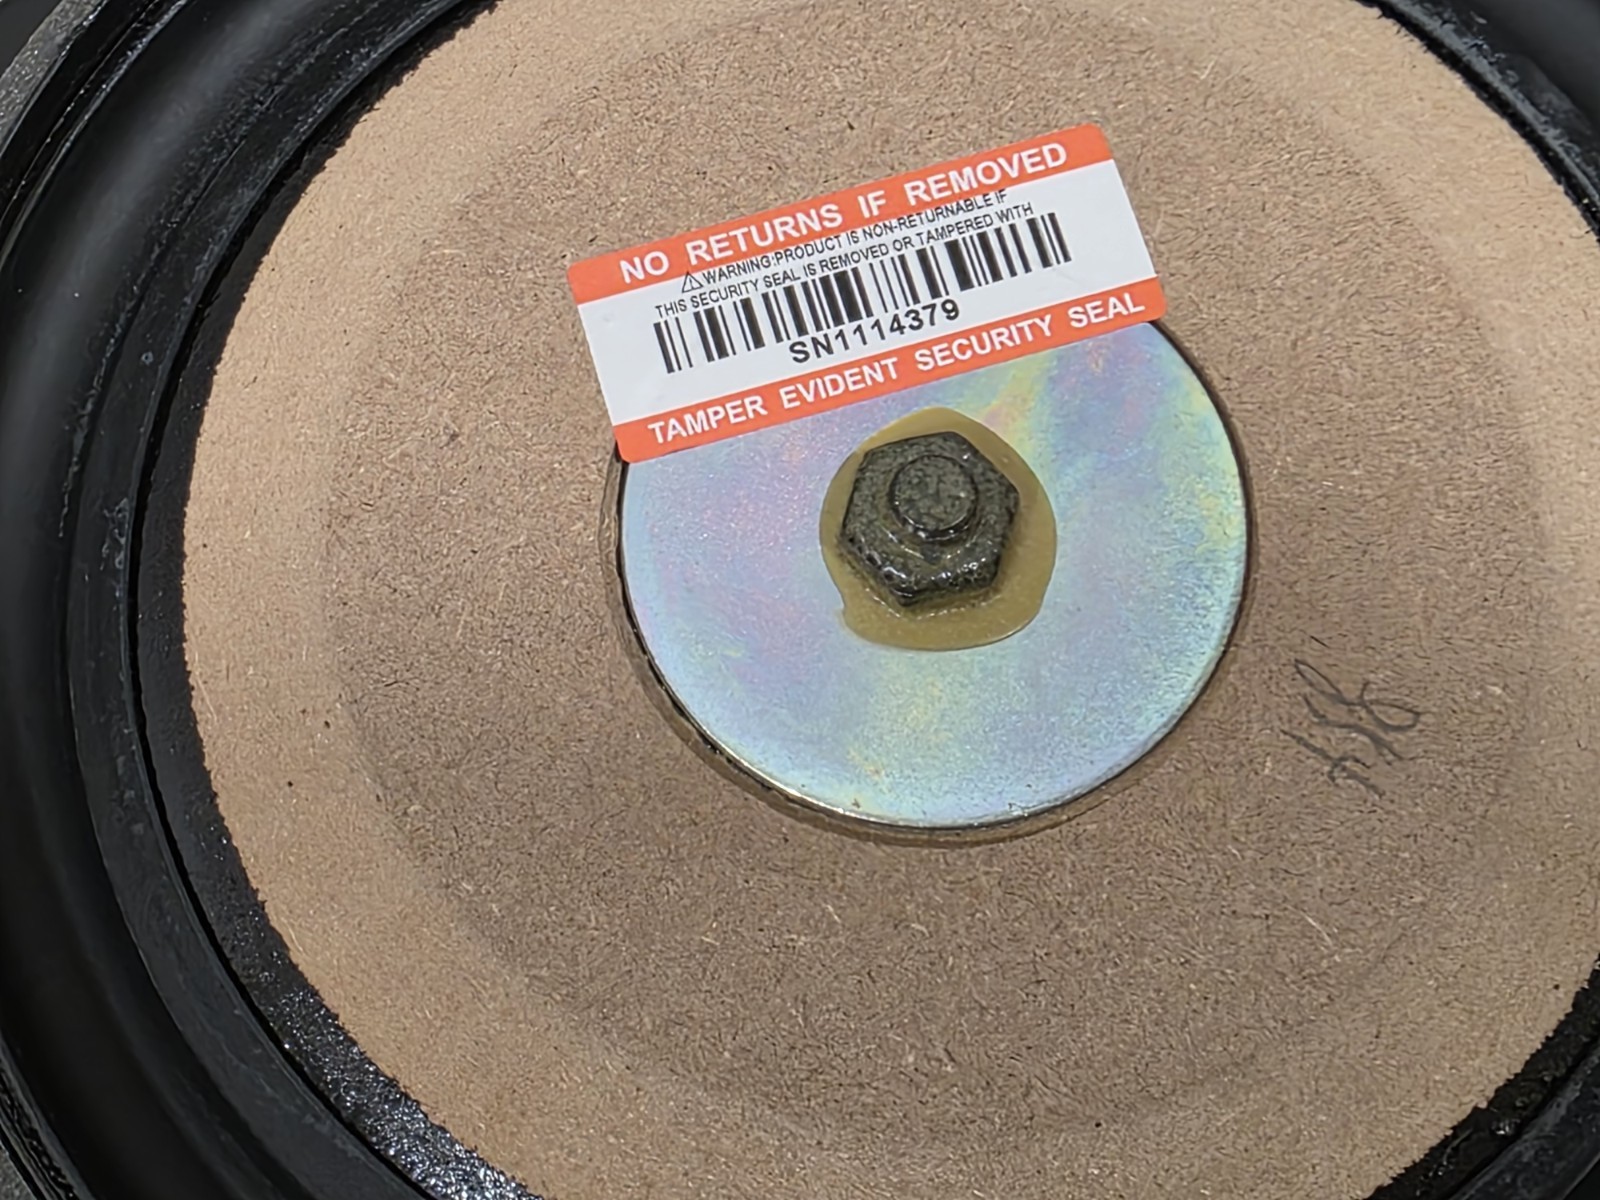 NO RETURNS IF REMOVED
⚠WARNING:PRODUCT IS NON-RETURNABLE IF
THIS SECURITY SEAL IS REMOVED OR TAMPERED WITH
SN1114379
TAMPER EVIDENT SECURITY SEAL